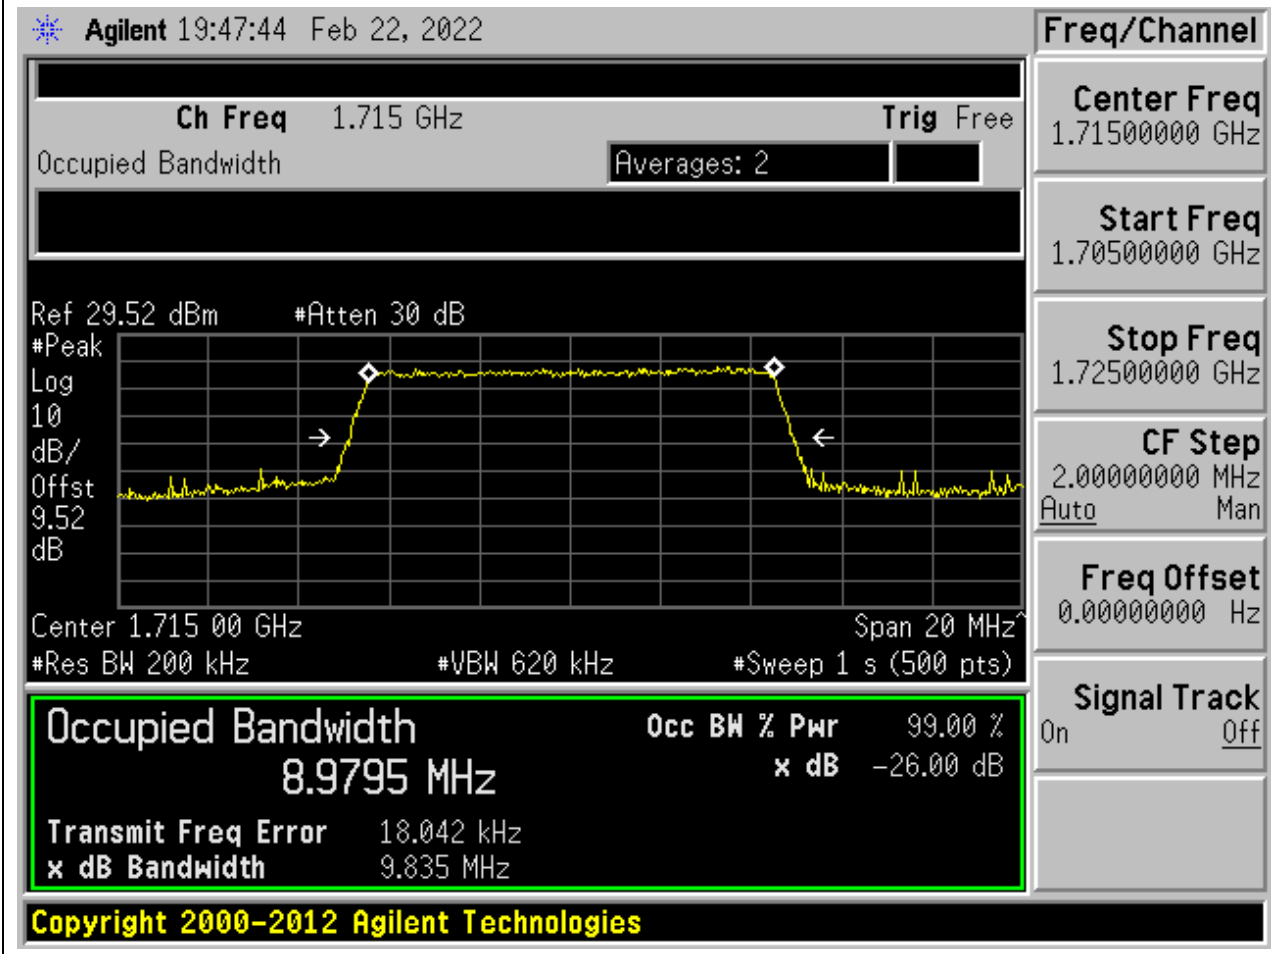 Agilent 19:47:44 Feb 22, 2022
Freq/Channel
Ch Freq 1.715 GHz Trig Free
Occupied Bandwidth Averages: 2
Center Freq
1.71500000 GHz
Start Freq
1.70500000 GHz
Stop Freq
1.72500000 GHz
CF Step
2.00000000 MHz
Auto Man
Freq Offset
0.00000000 Hz
Signal Track
On Off
Ref 29.52 dBm #Atten 30 dB
#Peak
Log
10
dB/
Offst
9.52
dB
Center 1.715 00 GHz Span 20 MHz^
#Res BW 200 kHz #VBW 620 kHz #Sweep 1 s (500 pts)
Occupied Bandwidth
8.9795 MHz
Occ BW % Pwr 99.00 %
x dB -26.00 dB
Transmit Freq Error 18.042 kHz
x dB Bandwidth 9.835 MHz
Copyright 2000-2012 Agilent Technologies